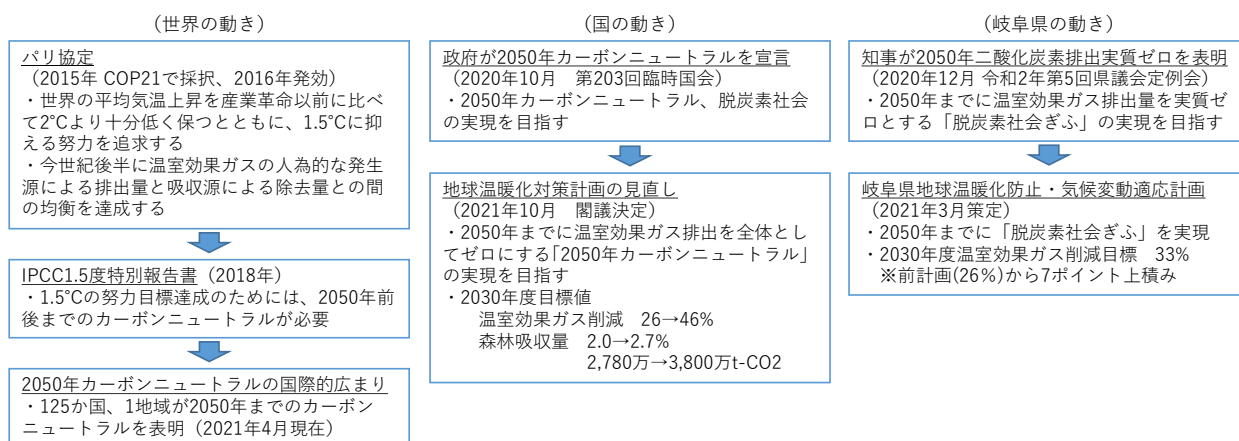 (世界の動き)
パリ協定
(2015年 COP21で採択、2016年発効)
・世界の平均気温上昇を産業革命以前に比べ
て2℃より十分低く保つとともに、1.5℃に抑
える努力を追求する
・今世紀後半に温室効果ガスの人為的な発生
源による排出量と吸収源による除去量との間
の均衡を達成する
IPCC1.5度特別報告書(2018年)
・1.5℃の努力目標達成のためには、2050年前
後までのカーボンニュートラルが必要
2050年カーボンニュートラルの国際的広まり
・125か国、1地域が2050年までのカーボン
ニュートラルを表明(2021年4月現在)
(国の動き)
政府が2050年カーボンニュートラルを宣言
(2020年10月 第203回臨時国会)
・2050年カーボンニュートラル、脱炭素社会
の実現を目指す
地球温暖化対策計画の見直し
(2021年10月 閣議決定)
・2050年までに温室効果ガス排出を全体とし
てゼロにする「2050年カーボンニュートラル」
の実現を目指す
・2030年度目標値
温室効果ガス削減 26→46%
森林吸収量 2.0→2.7%
2,780万→3,800万t-CO2
(岐阜県の動き)
知事が2050年二酸化炭素排出実質ゼロを表明
(2020年12月 令和2年第5回県議会定例会)
・2050年までに温室効果ガス排出量を実質ゼ
ロとする「脱炭素社会ぎふ」の実現を目指す
岐阜県地球温暖化防止・気候変動適応計画
(2021年3月策定)
・2050年までに「脱炭素社会ぎふ」を実現
・2030年度温室効果ガス削減目標 33%
※前計画(26%)から7ポイント上積み